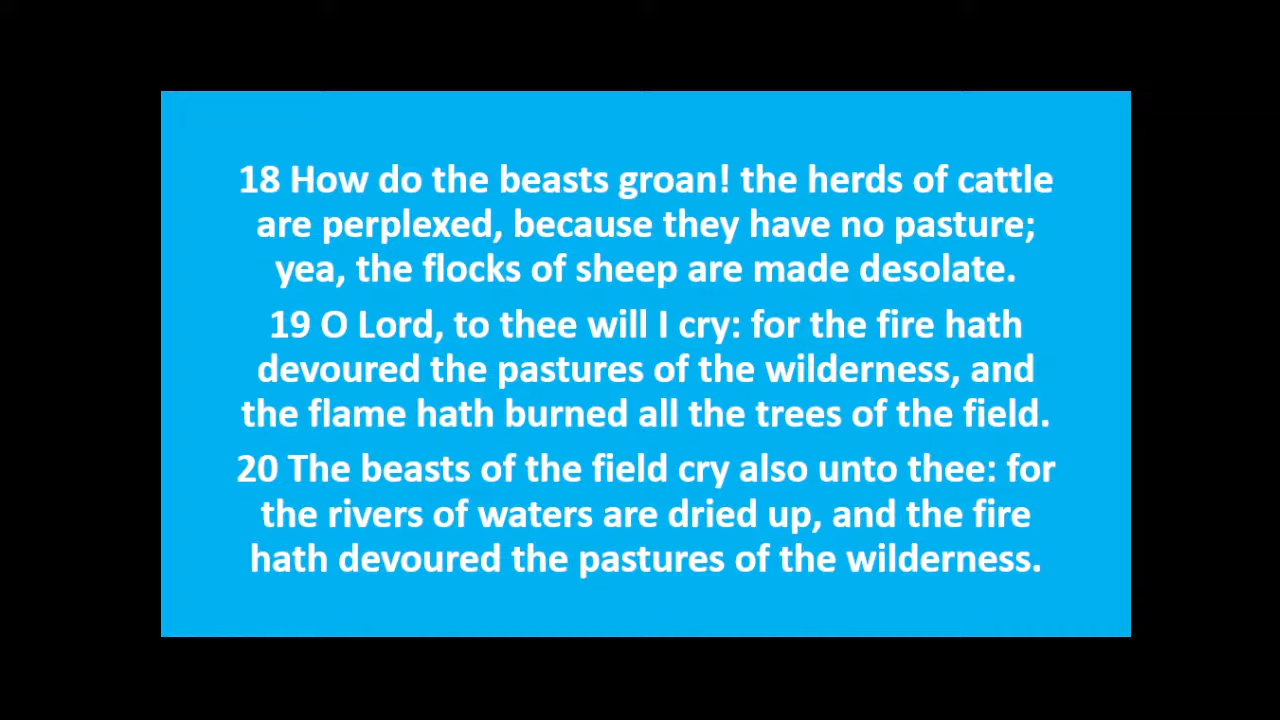 18 How do the beasts groan! the herds of cattle
are perplexed, because they have no pasture;
yea, the flocks of sheep are made desolate.
19 O Lord, to thee will I cry: for the fire hath
devoured the pastures of the wilderness, and
the flame hath burned all the trees of the field.
20 The beasts of the field cry also unto thee: for
the rivers of waters are dried up, and the fire
hath devoured the pastures of the wilderness.